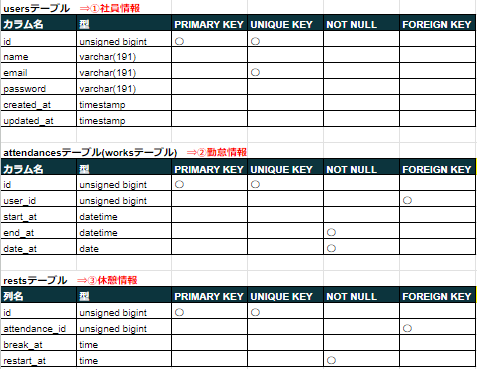 usersテーブル ⇒①社員情報
カラム名 型 PRIMARY KEY UNIQUE KEY NOT NULL FOREIGN KEY
id unsigned bigint ○ ○
name varchar(191)
email varchar(191) ○
password varchar(191)
created_at timestamp
updated_at timestamp
attendancesテーブル(worksテーブル) ⇒②勤怠情報
カラム名 型 PRIMARY KEY UNIQUE KEY NOT NULL FOREIGN KEY
id unsigned bigint ○ ○
user_id unsigned bigint ○
start_at datetime
end_at datetime ○
date_at date ○
restsテーブル ⇒③休憩情報
列名 型 PRIMARY KEY UNIQUE KEY NOT NULL FOREIGN KEY
id unsigned bigint ○ ○
attendance_id unsigned bigint ○
break_at time
restart_at time ○